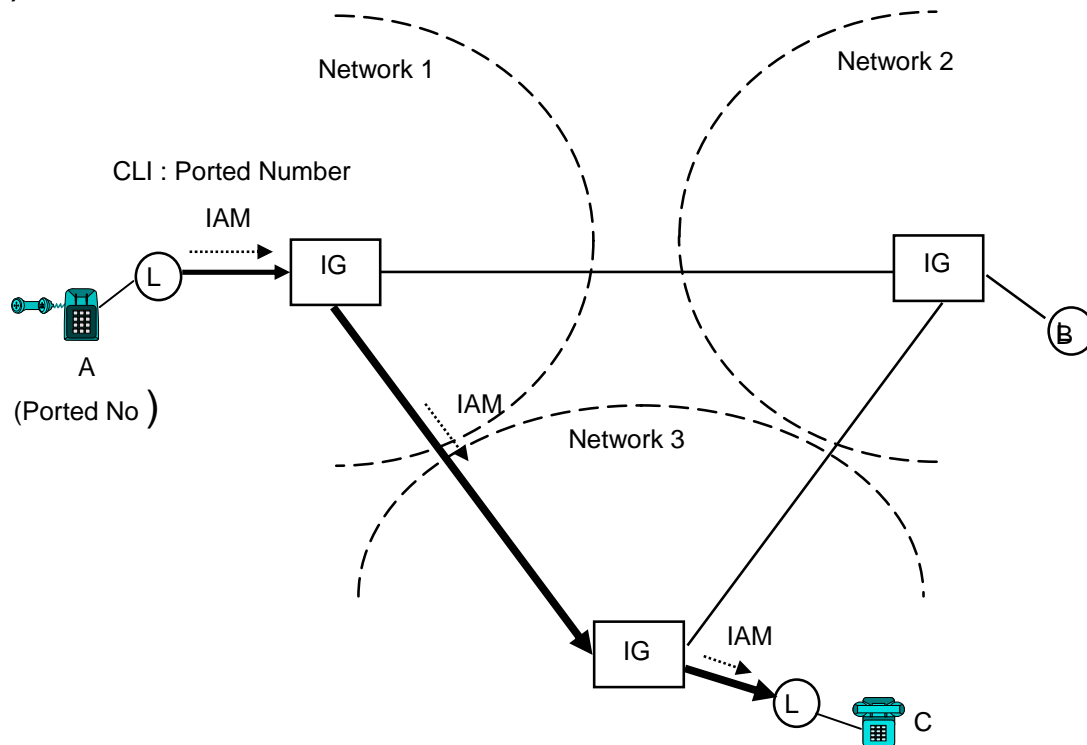 )
Network 1
Network 2
CLI : Ported Number
IAM
IG
IG
L
B
A
(Ported No )
IAM
Network 3
IG
IAM
L
C